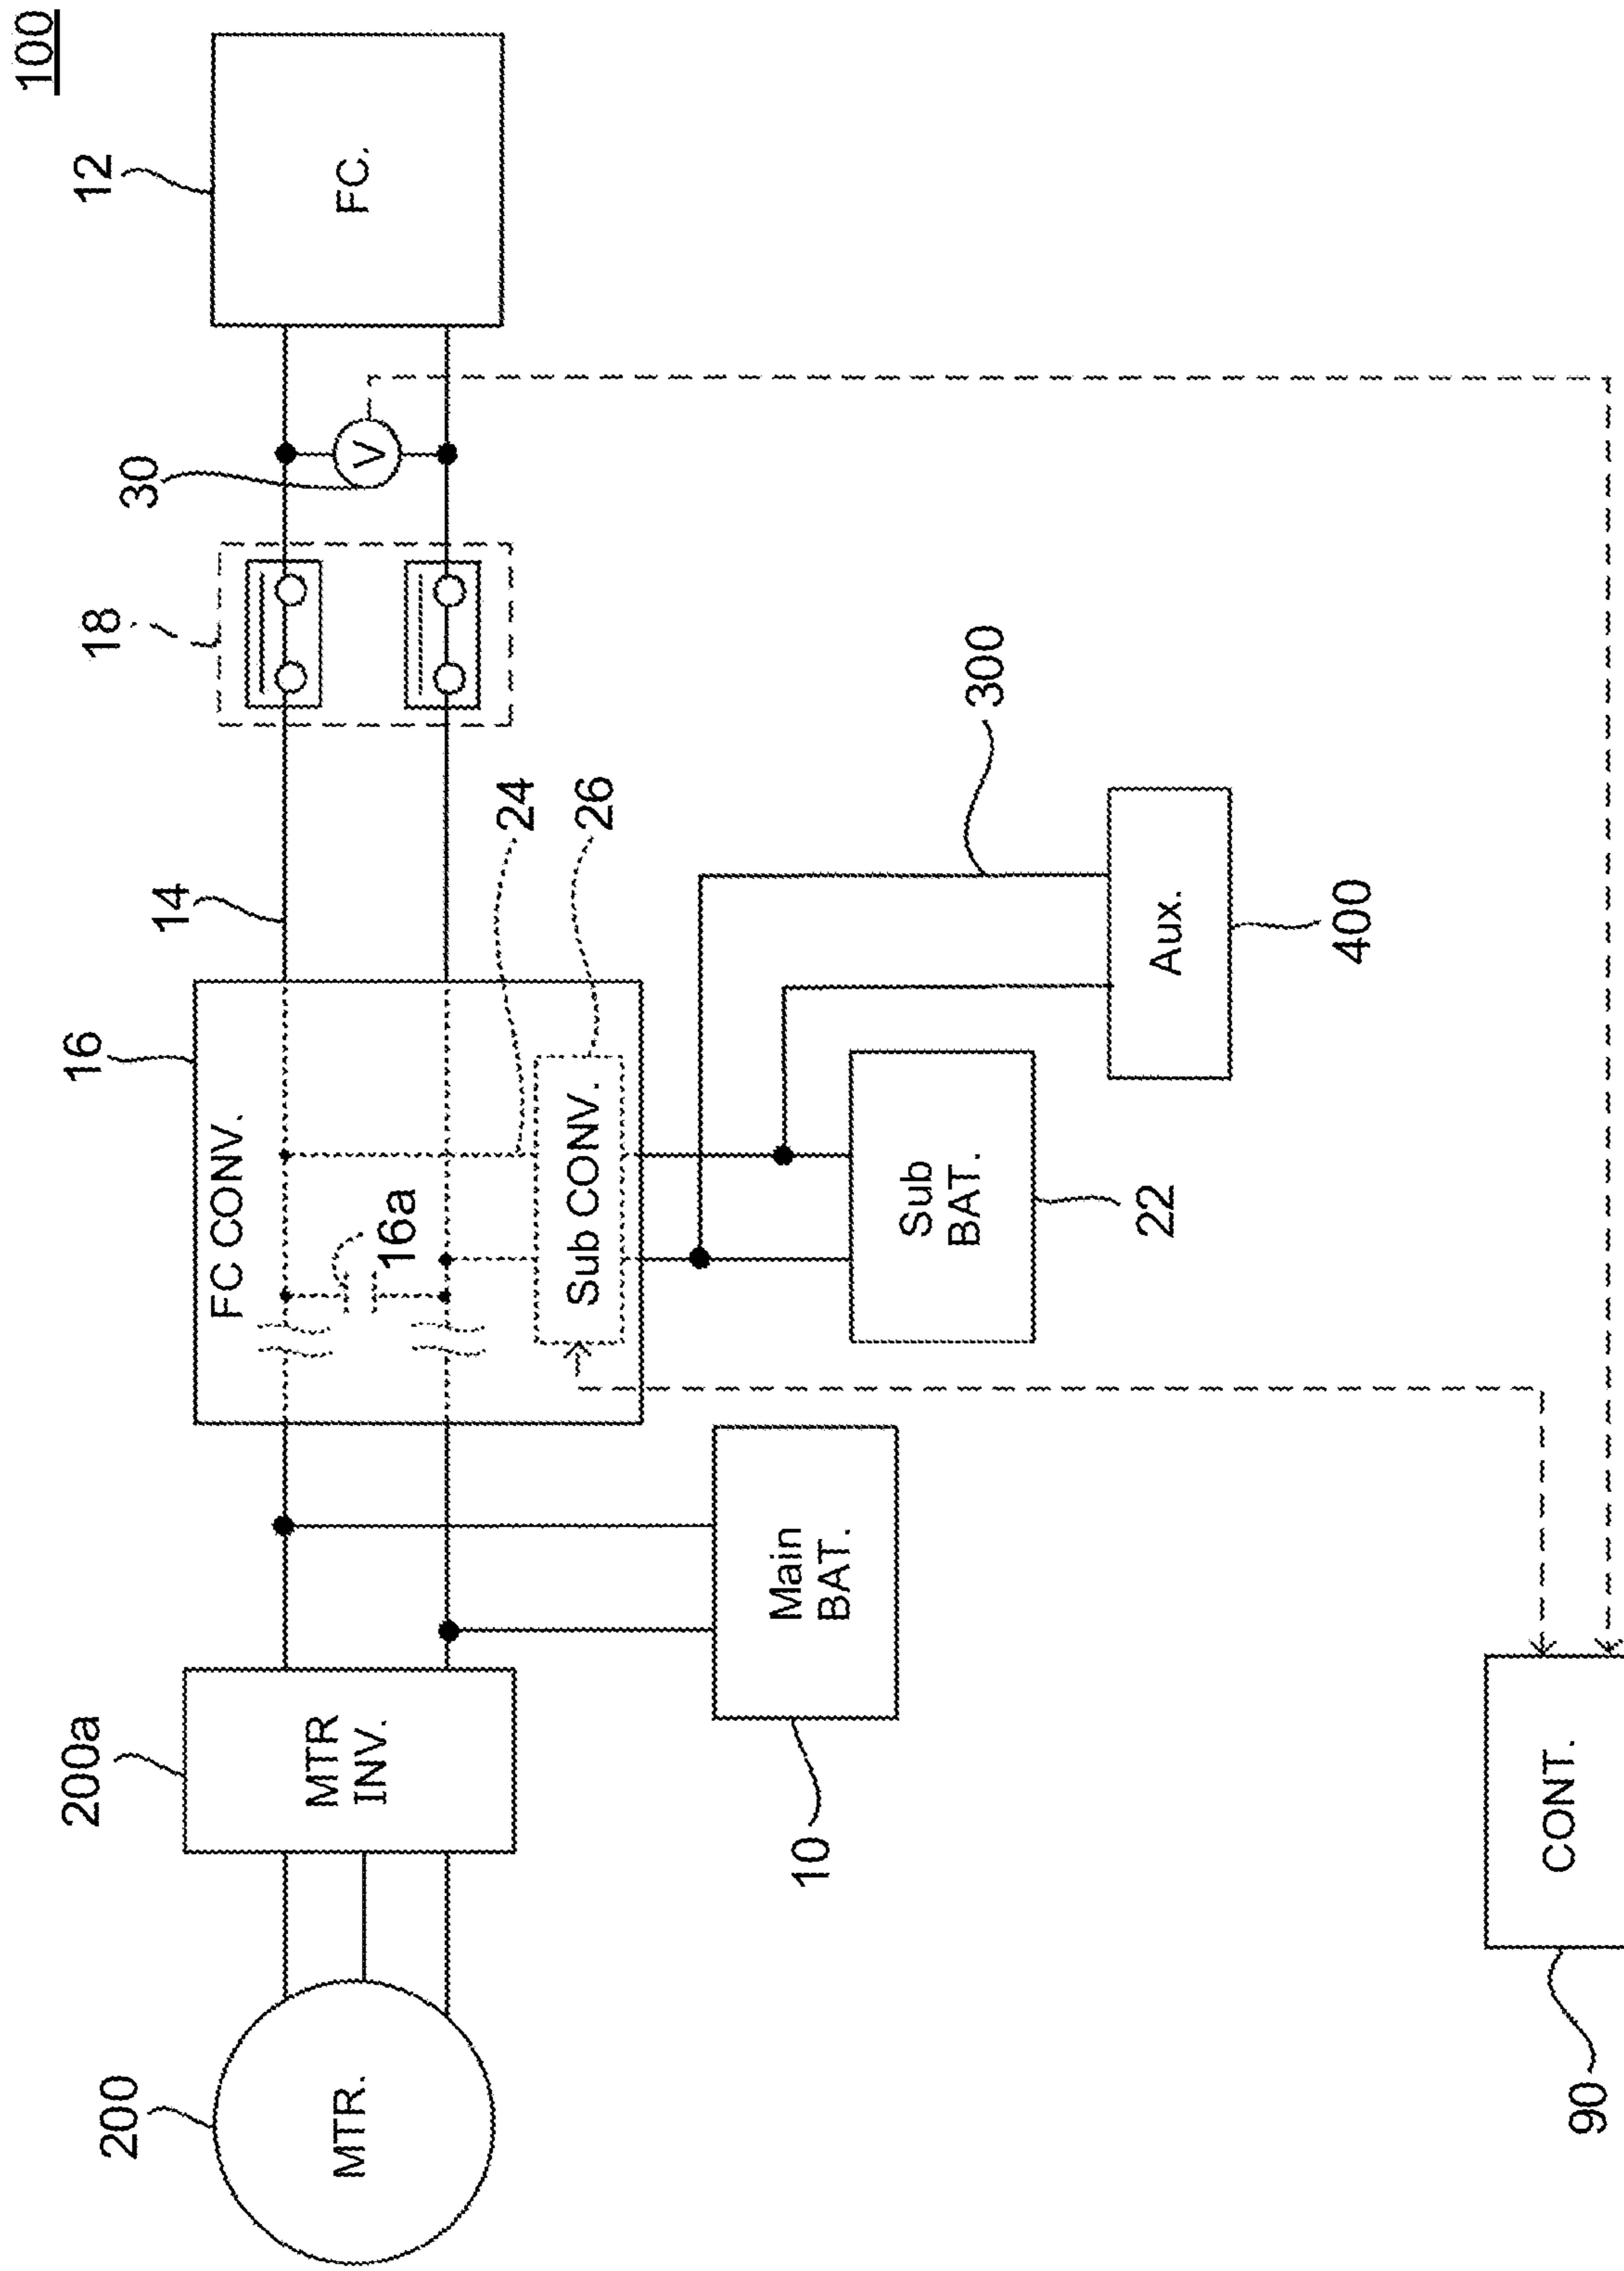 100
200
MTR.
200a
MTR
INV.
16
FC CONV.
16a
14
18
30
12
FC.
24
26
Sub CONV.
10
Main
BAT.
Sub
BAT.
22
300
Aux.
400
90
CONT.
V